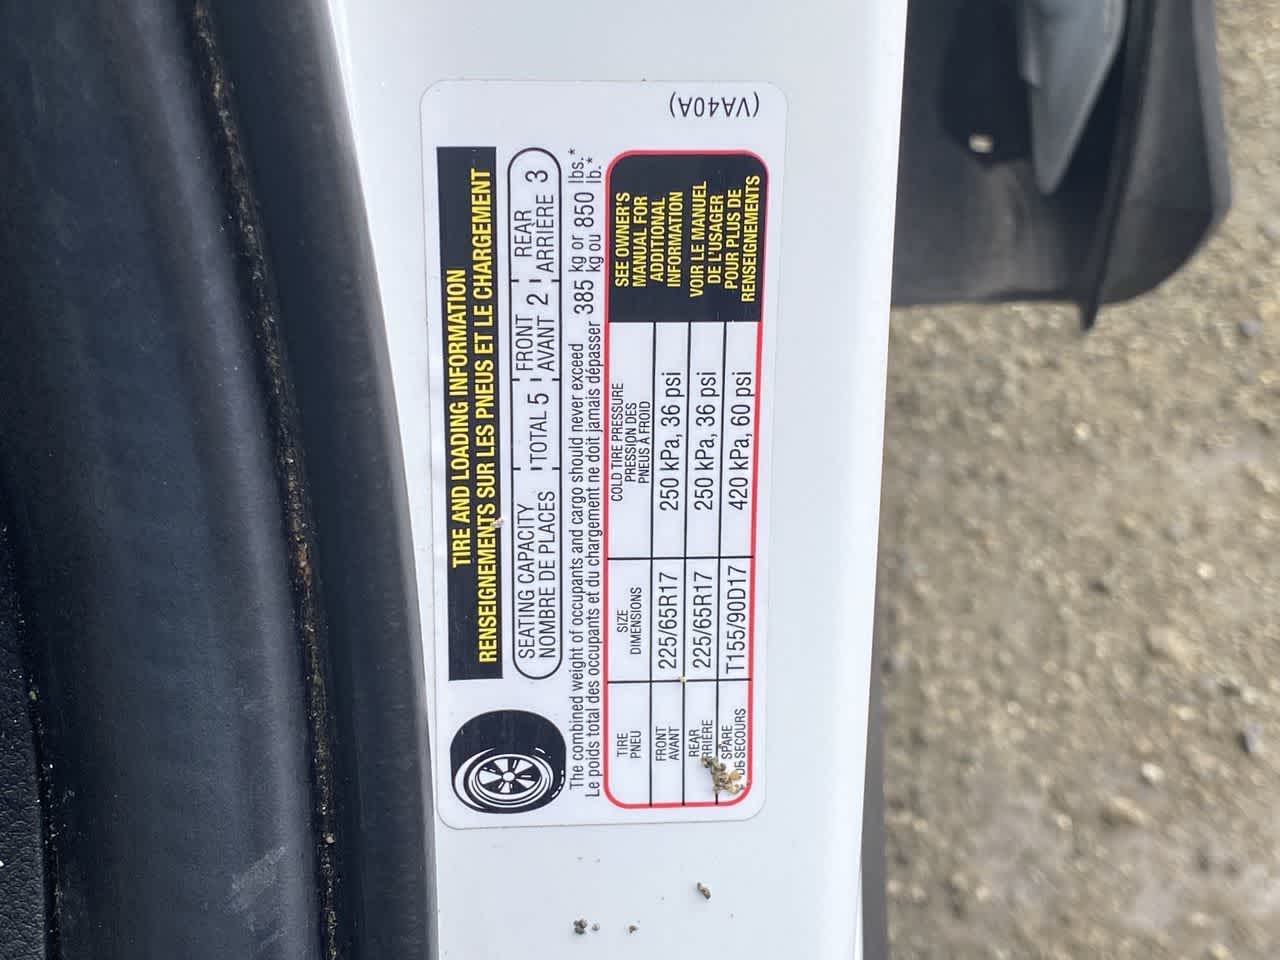 (VA40A)
TIRE AND LOADING INFORMATION
RENSEIGNEMENTS SUR LES PNEUS ET LE CHARGEMENT
SEATING CAPACITY TOTAL 5 FRONT 2 REAR 3
NOMBRE DE PLACES AVANT ARRIÈRE
The combined weight of occupants and cargo should never exceed 385 kg or 850 lbs.*
Le poids total des occupants et du chargement ne doit jamais dépasser kg ou lb.*
TIRE
PNEU
SIZE
DIMENSIONS
COLD TIRE PRESSURE
PRESSION DES
PNEUS À FROID
FRONT
AVANT
225/65R17
250 kPa, 36 psi
REAR
ARRIÈRE
225/65R17
250 kPa, 36 psi
SPARE
DE SECOURS
T155/90D17
420 kPa, 60 psi
SEE OWNER'S
MANUAL FOR
ADDITIONAL
INFORMATION
VOIR LE MANUEL
DE L'USAGER
POUR PLUS DE
RENSEIGNEMENTS